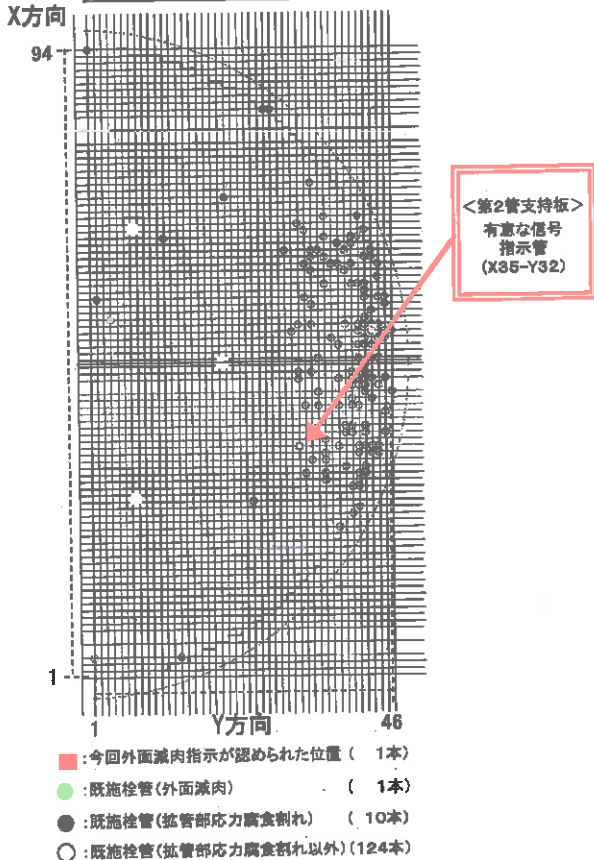 X方向
94
<第2管支持板>
有意な信号
指示管
(X35-Y32)
1
1
Y方向
46
:今回外面減肉指示が認められた位置 ( 1本)
:既施栓管(外面減肉) ( 1本)
:既施栓管(拡管部応力腐食割れ) ( 10本)
:既施栓管(拡管部応力腐食割れ以外)(124本)